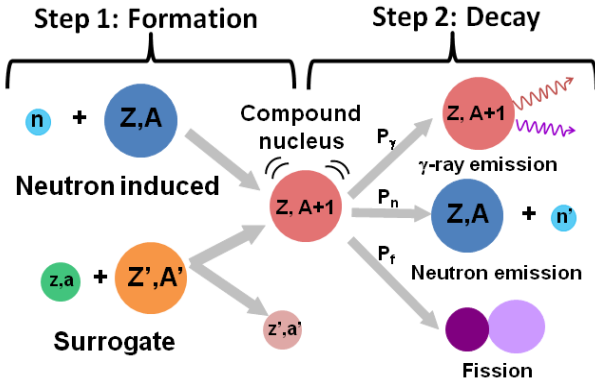 Step 1: Formation
Step 2: Decay
n + Z,A
Neutron induced
z,a + Z',A'
Surrogate
z',a'
Compound
nucleus
Z, A+1
Pγ
Pn
Pf
Z, A+1
γ-ray emission
Z,A + n'
Neutron emission
Fission